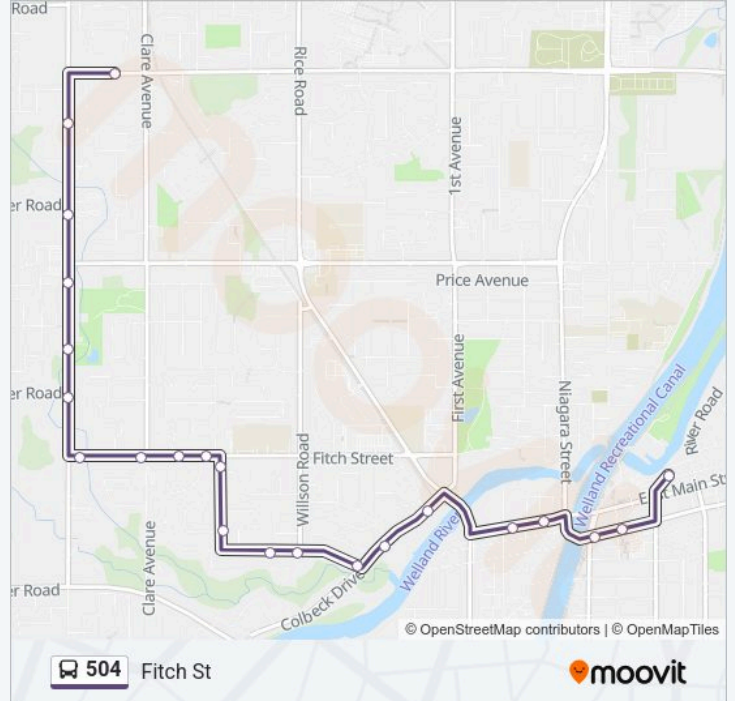 Road
Clare Avenue
Rice Road
1st Avenue
er Road
Price Avenue
First Avenue
er Road
Niagara Street
Welland Recreational Canal
River Road
Willson Road
Fitch Street
East Main St
Welland River
Clare Avenue
er Road
Colbeck Drive
© OpenStreetMap contributors | © OpenMapTiles
504 Fitch St
moovit